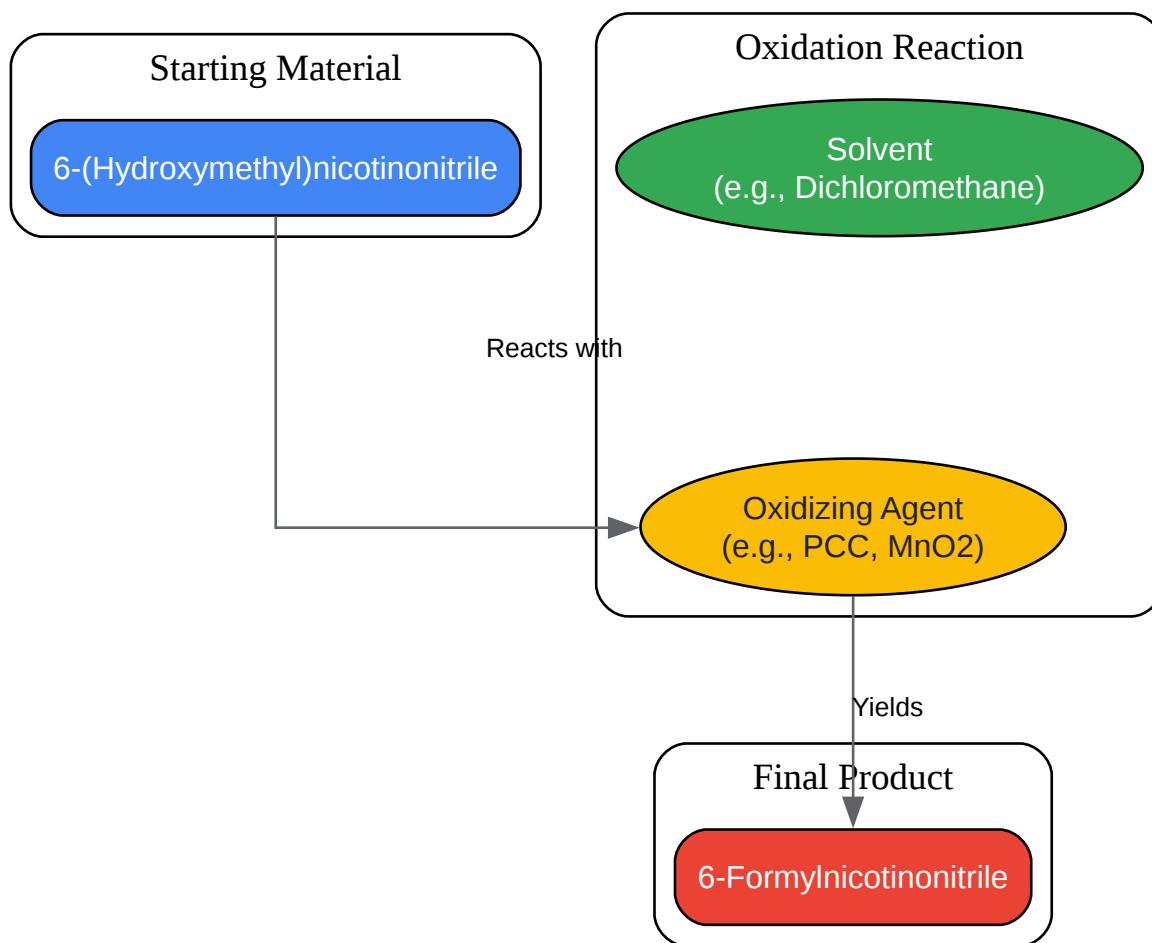 Starting Material
6-(Hydroxymethyl)nicotinonitrile
Oxidation Reaction
Solvent
(e.g., Dichloromethane)
Reacts with
Oxidizing Agent
(e.g., PCC, MnO2)
Yields
Final Product
6-Formylnicotinonitrile